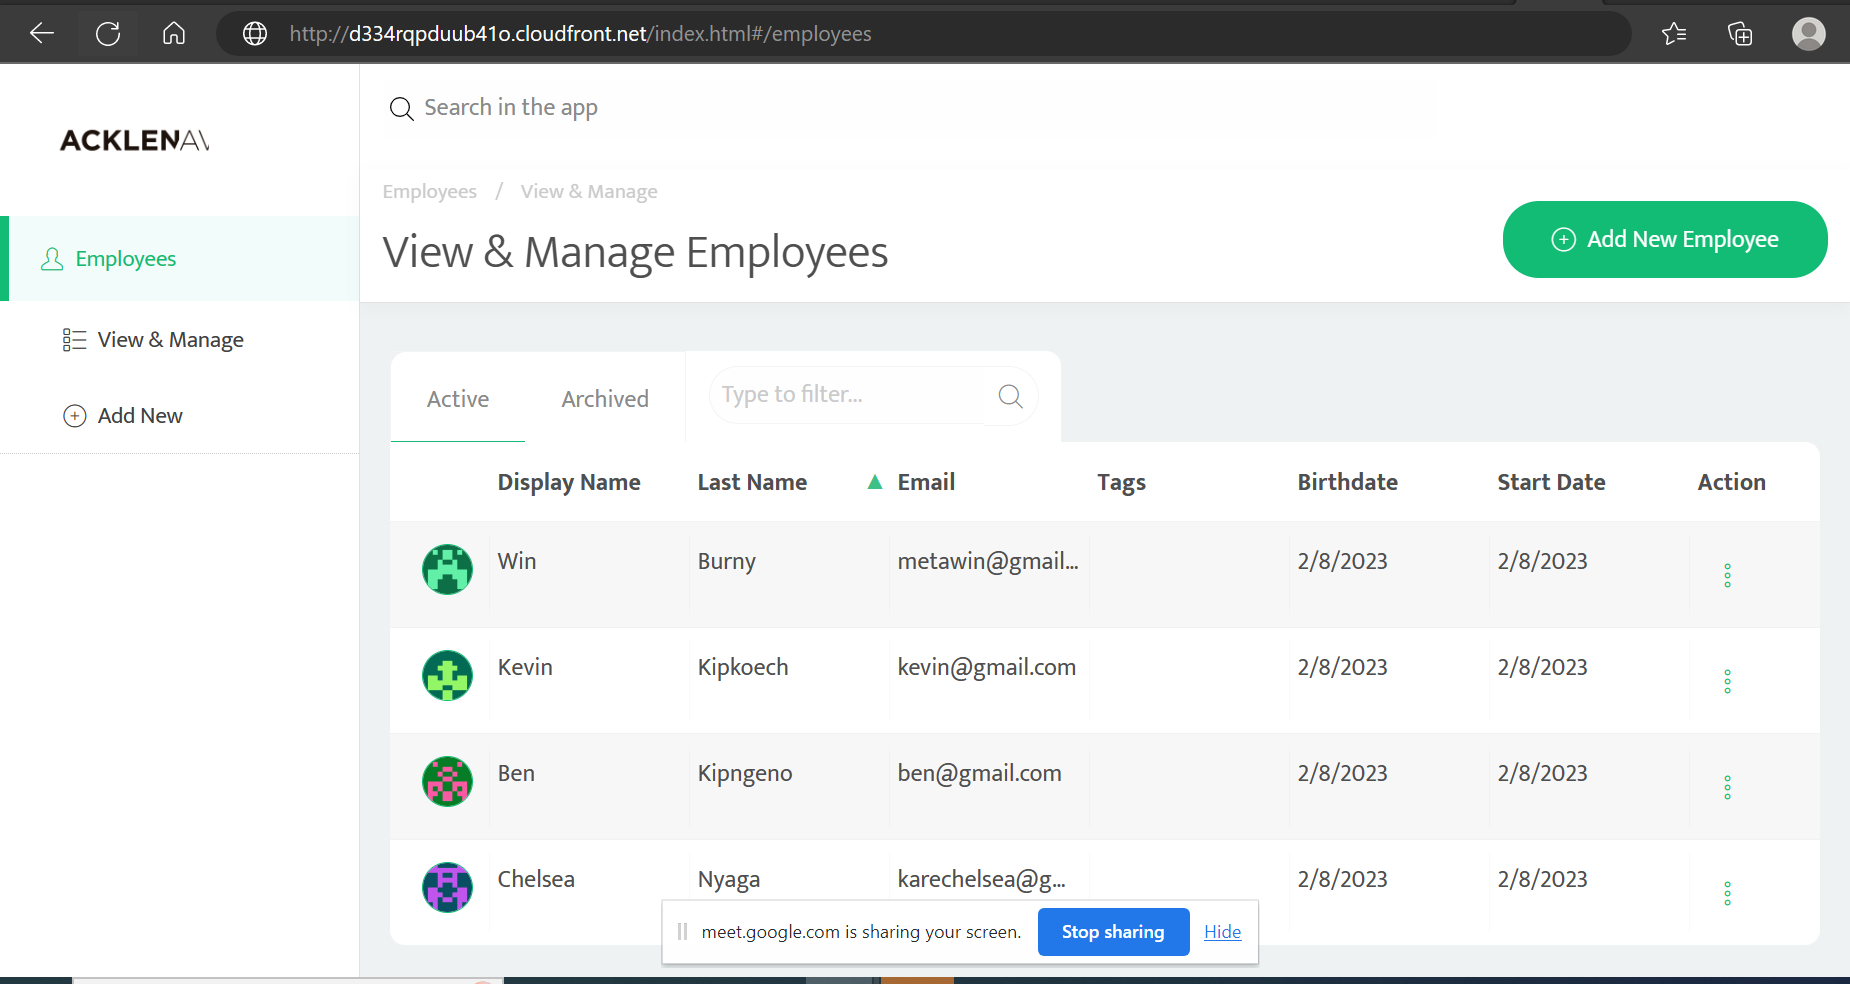 http://d334rqpduub41o.cloudfront.net/index.html#/employees
Search in the app
ACKLENAV
Employees / View & Manage
View & Manage Employees
Add New Employee
Employees
View & Manage
Add New
Active Archived Type to filter...
Display Name Last Name ▲ Email Tags Birthdate Start Date Action
Win Burny metawin@gmail... 2/8/2023 2/8/2023
Kevin Kipkoech kevin@gmail.com 2/8/2023 2/8/2023
Ben Kipngeno ben@gmail.com 2/8/2023 2/8/2023
Chelsea Nyaga karechelsea@g... 2/8/2023 2/8/2023
meet.google.com is sharing your screen. Stop sharing Hide